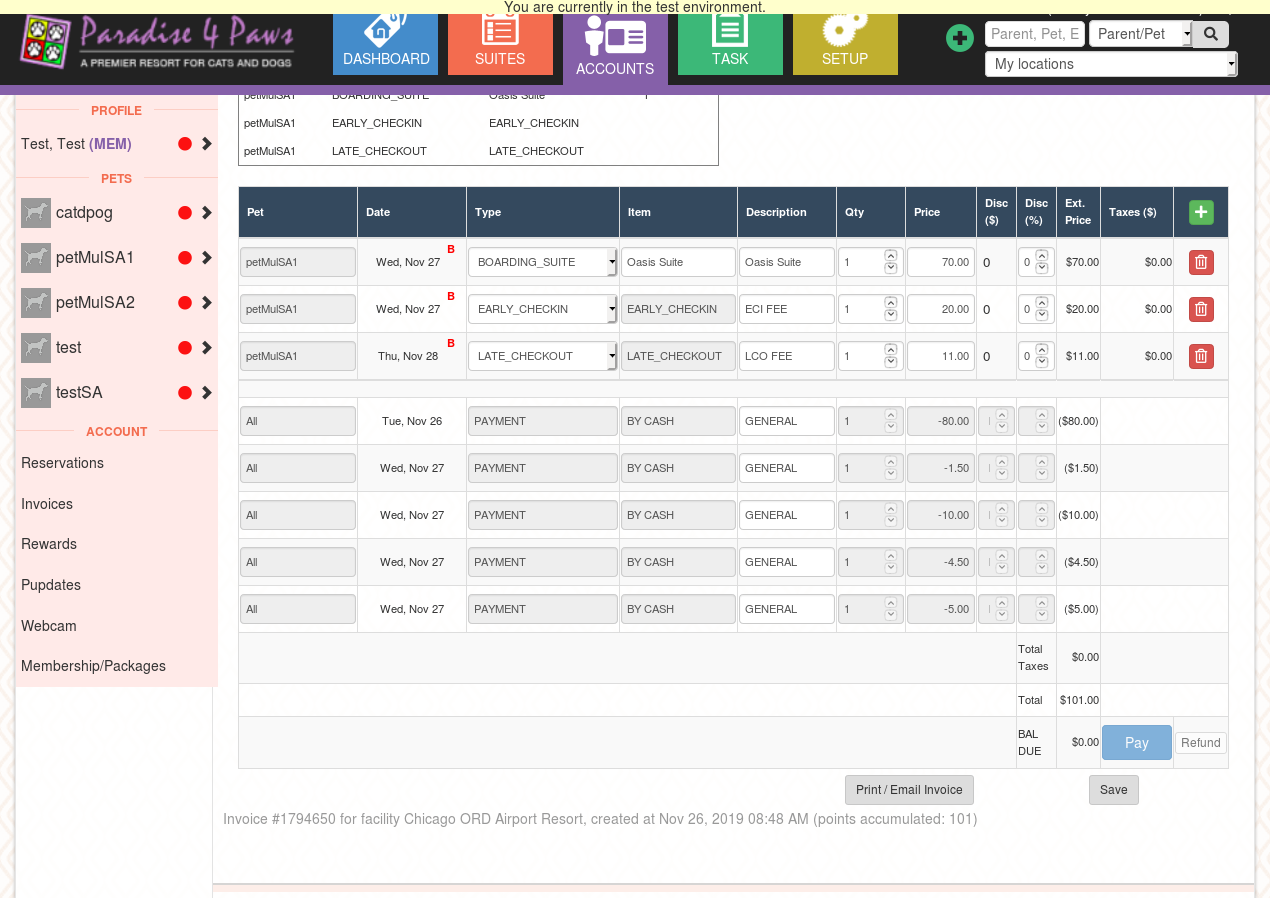 You are currently in the test environment.
Paradise 4 Paws
A PREMIER RESORT FOR CATS AND DOGS
DASHBOARD
SUITES
ACCOUNTS
TASK
SETUP
Parent, Pet, E
Parent/Pet
My locations
PROFILE
Test, Test (MEM)
PETS
catdpog
petMulSA1
petMulSA2
test
testSA
ACCOUNT
Reservations
Invoices
Rewards
Pupdates
Webcam
Membership/Packages
petMulSA1 BOARDING_SUITE Oasis Suite 1
petMulSA1 EARLY_CHECKIN EARLY_CHECKIN
petMulSA1 LATE_CHECKOUT LATE_CHECKOUT
Pet Date Type Item Description Qty Price Disc ($) Disc (%) Ext. Price Taxes ($)
petMulSA1 Wed, Nov 27 B BOARDING_SUITE Oasis Suite Oasis Suite 1 70.00 0 0 $70.00 $0.00
petMulSA1 Wed, Nov 27 B EARLY_CHECKIN EARLY_CHECKIN ECI FEE 1 20.00 0 0 $20.00 $0.00
petMulSA1 Thu, Nov 28 B LATE_CHECKOUT LATE_CHECKOUT LCO FEE 1 11.00 0 0 $11.00 $0.00
All Tue, Nov 26 PAYMENT BY CASH GENERAL 1 -80.00 ($80.00)
All Wed, Nov 27 PAYMENT BY CASH GENERAL 1 -1.50 ($1.50)
All Wed, Nov 27 PAYMENT BY CASH GENERAL 1 -10.00 ($10.00)
All Wed, Nov 27 PAYMENT BY CASH GENERAL 1 -4.50 ($4.50)
All Wed, Nov 27 PAYMENT BY CASH GENERAL 1 -5.00 ($5.00)
Total Taxes $0.00
Total $101.00
BAL DUE $0.00 Pay Refund
Print / Email Invoice Save
Invoice #1794650 for facility Chicago ORD Airport Resort, created at Nov 26, 2019 08:48 AM (points accumulated: 101)